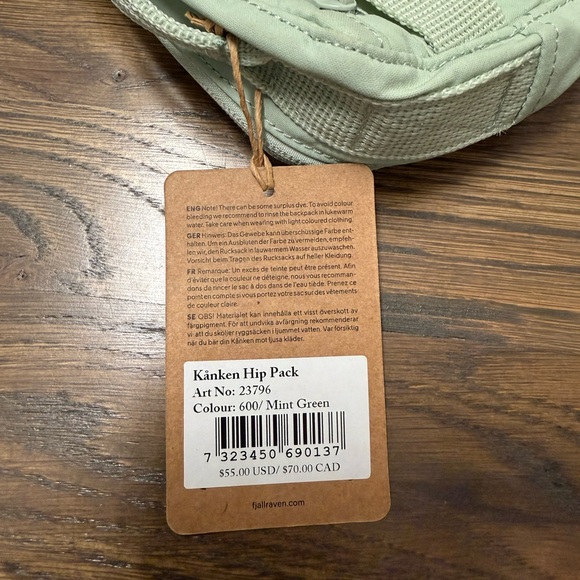 ENG Note! There can be some surplus dye. To avoid colour
bleeding we recommend to rinse the backpack in lukewarm
water. Take care when wearing with light coloured clothing.
GER Hinweis: Das Gewebe kann überschüssige Farbe ent-
halten. Um ein Ausbluten der Farbe zu vermeiden, empfeh-
len wir, den Rucksack in lauwarmem Wasser auszuwaschen.
Vorsicht beim Tragen des Rucksacks auf heller Kleidung.
FR Remarque: Un excès de teinte peut être présent. Afin
d'éviter que la couleur ne déteigne, nous vous recomman-
dons de rincer le sac à dos dans de l'eau tiède. Prenez ce
point en compte si vous portez votre sac sur des vêtements
de couleur claire.
SE OBS! Materialet kan innehålla ett visst överskott av
färgpigment. För att undvika avfärgning rekommenderar
vi att du sköljer ryggsäcken i ljummet vatten. Var försiktig
när du bär din Kånken mot ljusa kläder.
Kånken Hip Pack
Art No: 23796
Colour: 600/ Mint Green
7 323450 690137
$55.00 USD/ $70.00 CAD
fjallraven.com